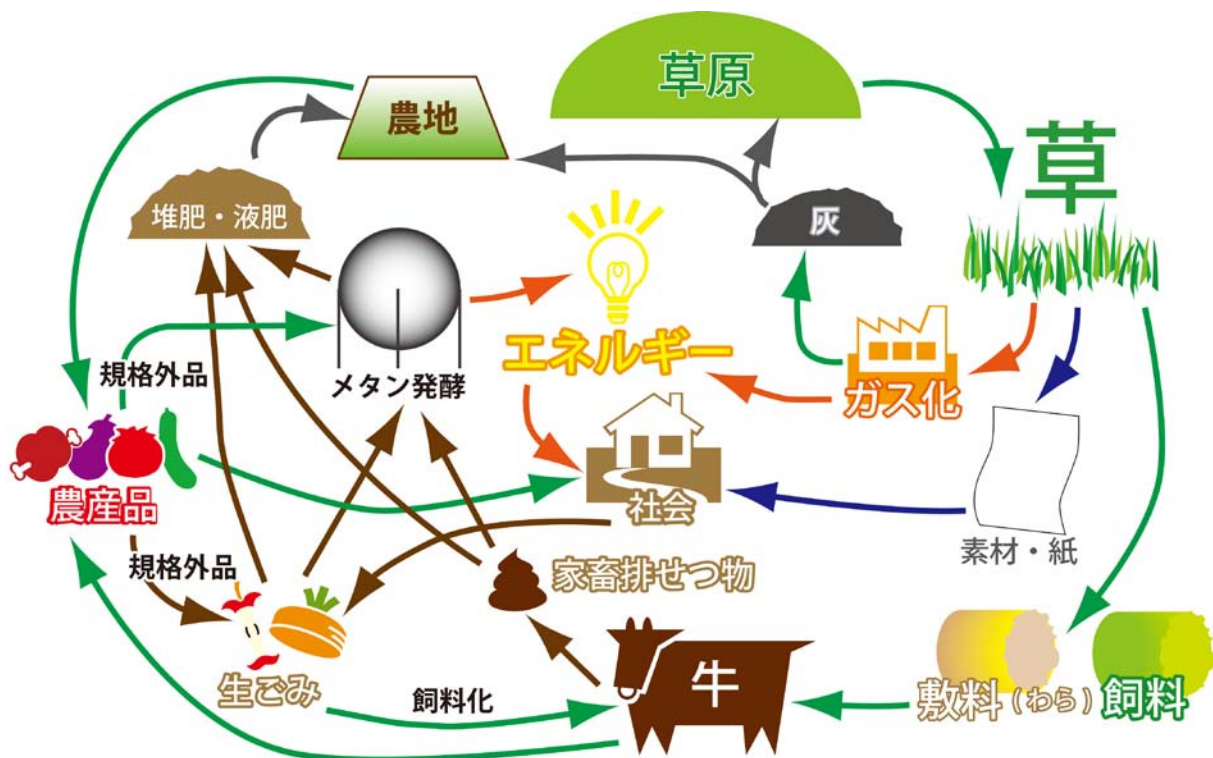 草原
農地
草
堆肥・液肥
灰
エネルギー
規格外品
メタン発酵
ガス化
農産品
社会
素材・紙
規格外品
家畜排せつ物
生ごみ
飼料化
牛
敷料(わら)
飼料